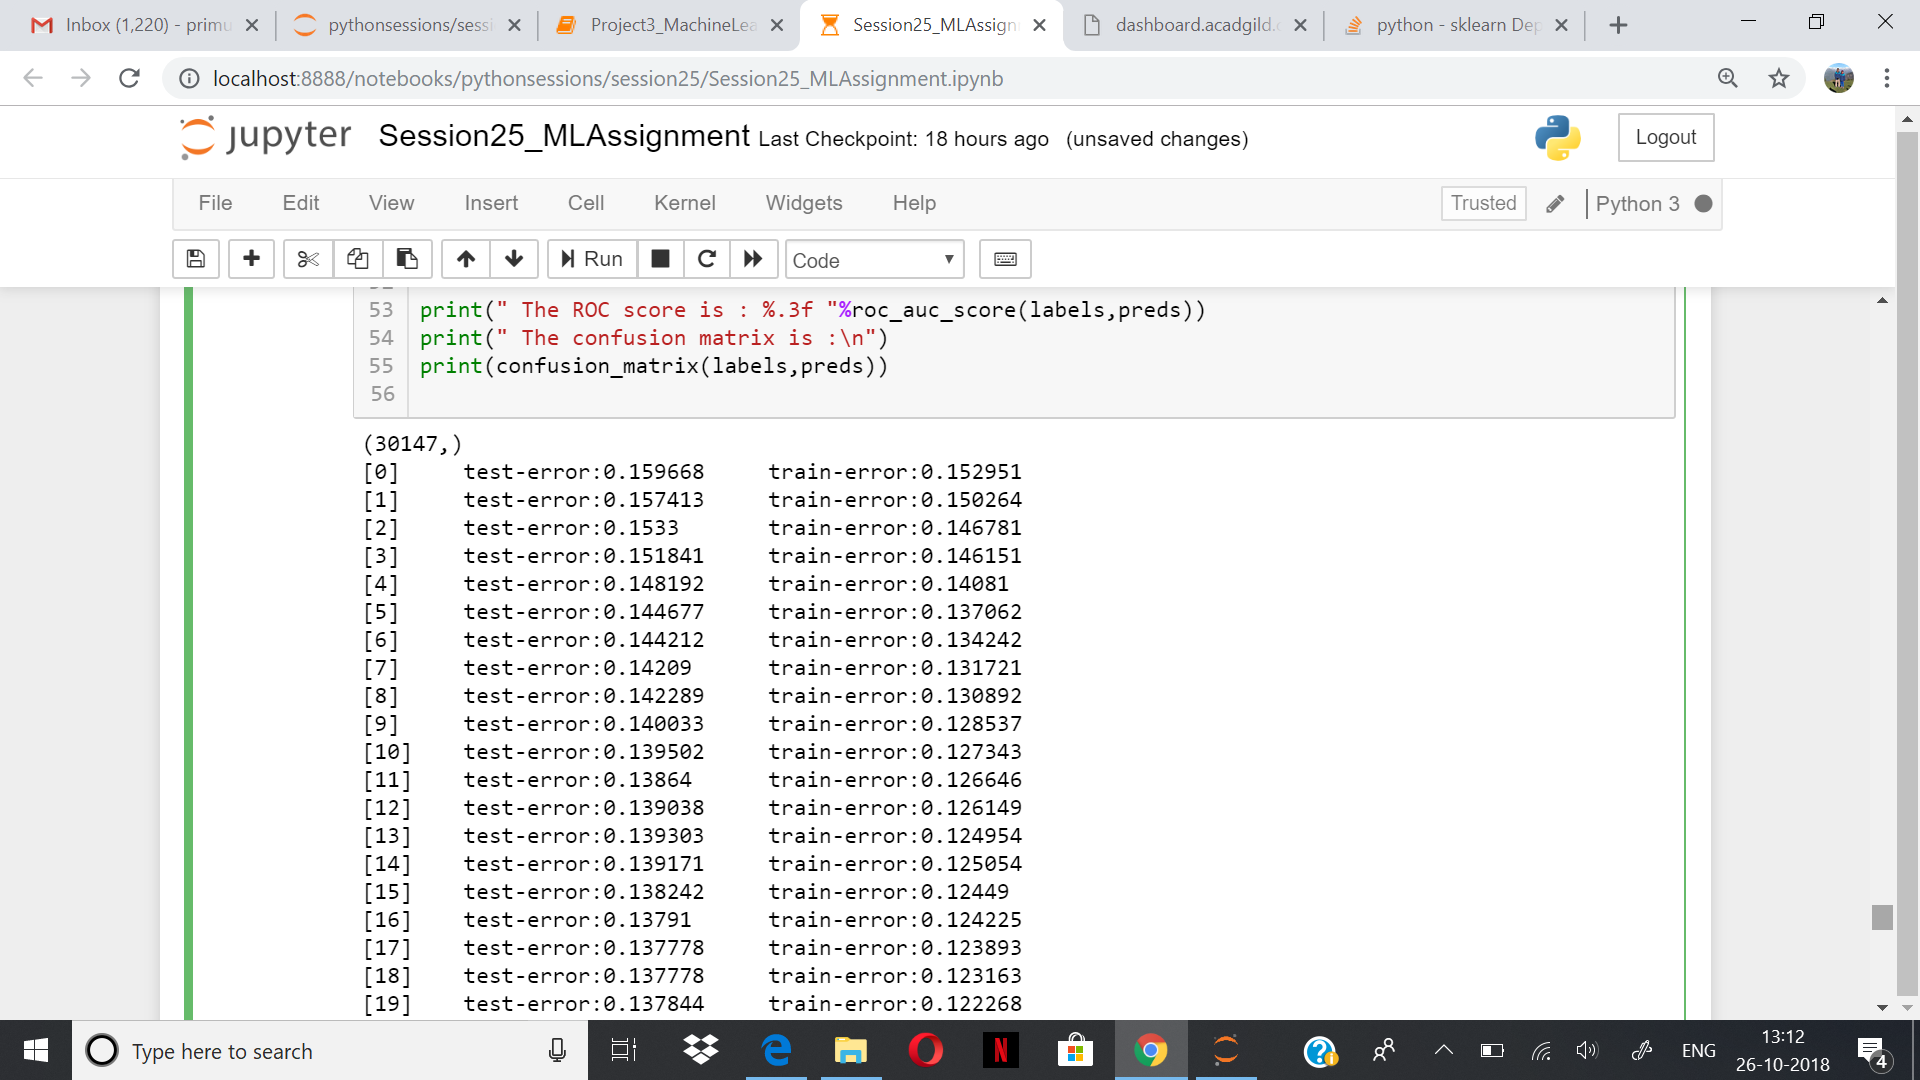 Inbox (1,220) - primu
pythonsessions/sessi
Project3_MachineLea
Session25_MLAssignm
dashboard.acadgild.c
python - sklearn Dep
localhost:8888/notebooks/pythonsessions/session25/Session25_MLAssignment.ipynb
jupyter Session25_MLAssignment Last Checkpoint: 18 hours ago (unsaved changes)
Logout
File Edit View Insert Cell Kernel Widgets Help
Trusted Python 3
Run Code
53 print(" The ROC score is : %.3f "%roc_auc_score(labels,preds))
54 print(" The confusion matrix is :\n")
55 print(confusion_matrix(labels,preds))
56
(30147,)
[0] test-error:0.159668 train-error:0.152951
[1] test-error:0.157413 train-error:0.150264
[2] test-error:0.1533 train-error:0.146781
[3] test-error:0.151841 train-error:0.146151
[4] test-error:0.148192 train-error:0.14081
[5] test-error:0.144677 train-error:0.137062
[6] test-error:0.144212 train-error:0.134242
[7] test-error:0.14209 train-error:0.131721
[8] test-error:0.142289 train-error:0.130892
[9] test-error:0.140033 train-error:0.128537
[10] test-error:0.139502 train-error:0.127343
[11] test-error:0.13864 train-error:0.126646
[12] test-error:0.139038 train-error:0.126149
[13] test-error:0.139303 train-error:0.124954
[14] test-error:0.139171 train-error:0.125054
[15] test-error:0.138242 train-error:0.12449
[16] test-error:0.13791 train-error:0.124225
[17] test-error:0.137778 train-error:0.123893
[18] test-error:0.137778 train-error:0.123163
[19] test-error:0.137844 train-error:0.122268
Type here to search
ENG
13:12
26-10-2018
4